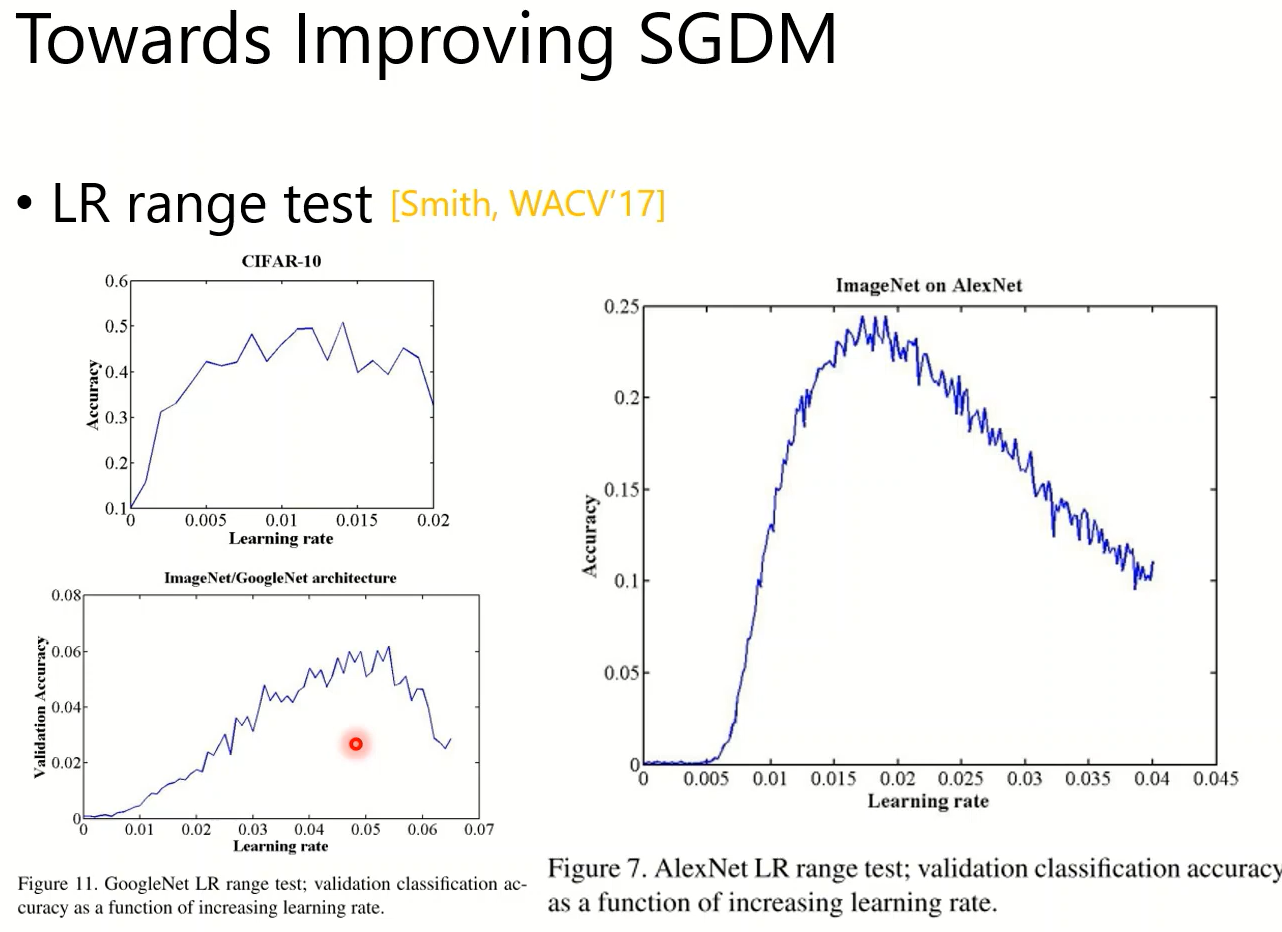 Towards Improving SGDM
• LR range test [Smith, WACV'17]
CIFAR-10
0.6
0.5
0.4
0.3
0.2
0.1
Accuracy
0 0.005 0.01 0.015 0.02
Learning rate
ImageNet/GoogleNet architecture
0.08
0.06
0.04
0.02
0
Validation Accuracy
0 0.01 0.02 0.03 0.04 0.05 0.06 0.07
Learning rate
Figure 11. GoogleNet LR range test; validation classification ac-
curacy as a function of increasing learning rate.
ImageNet on AlexNet
0.25
0.2
0.15
0.1
0.05
0
Accuracy
0 0.005 0.01 0.015 0.02 0.025 0.03 0.035 0.04 0.045
Learning rate
Figure 7. AlexNet LR range test; validation classification accuracy
as a function of increasing learning rate.